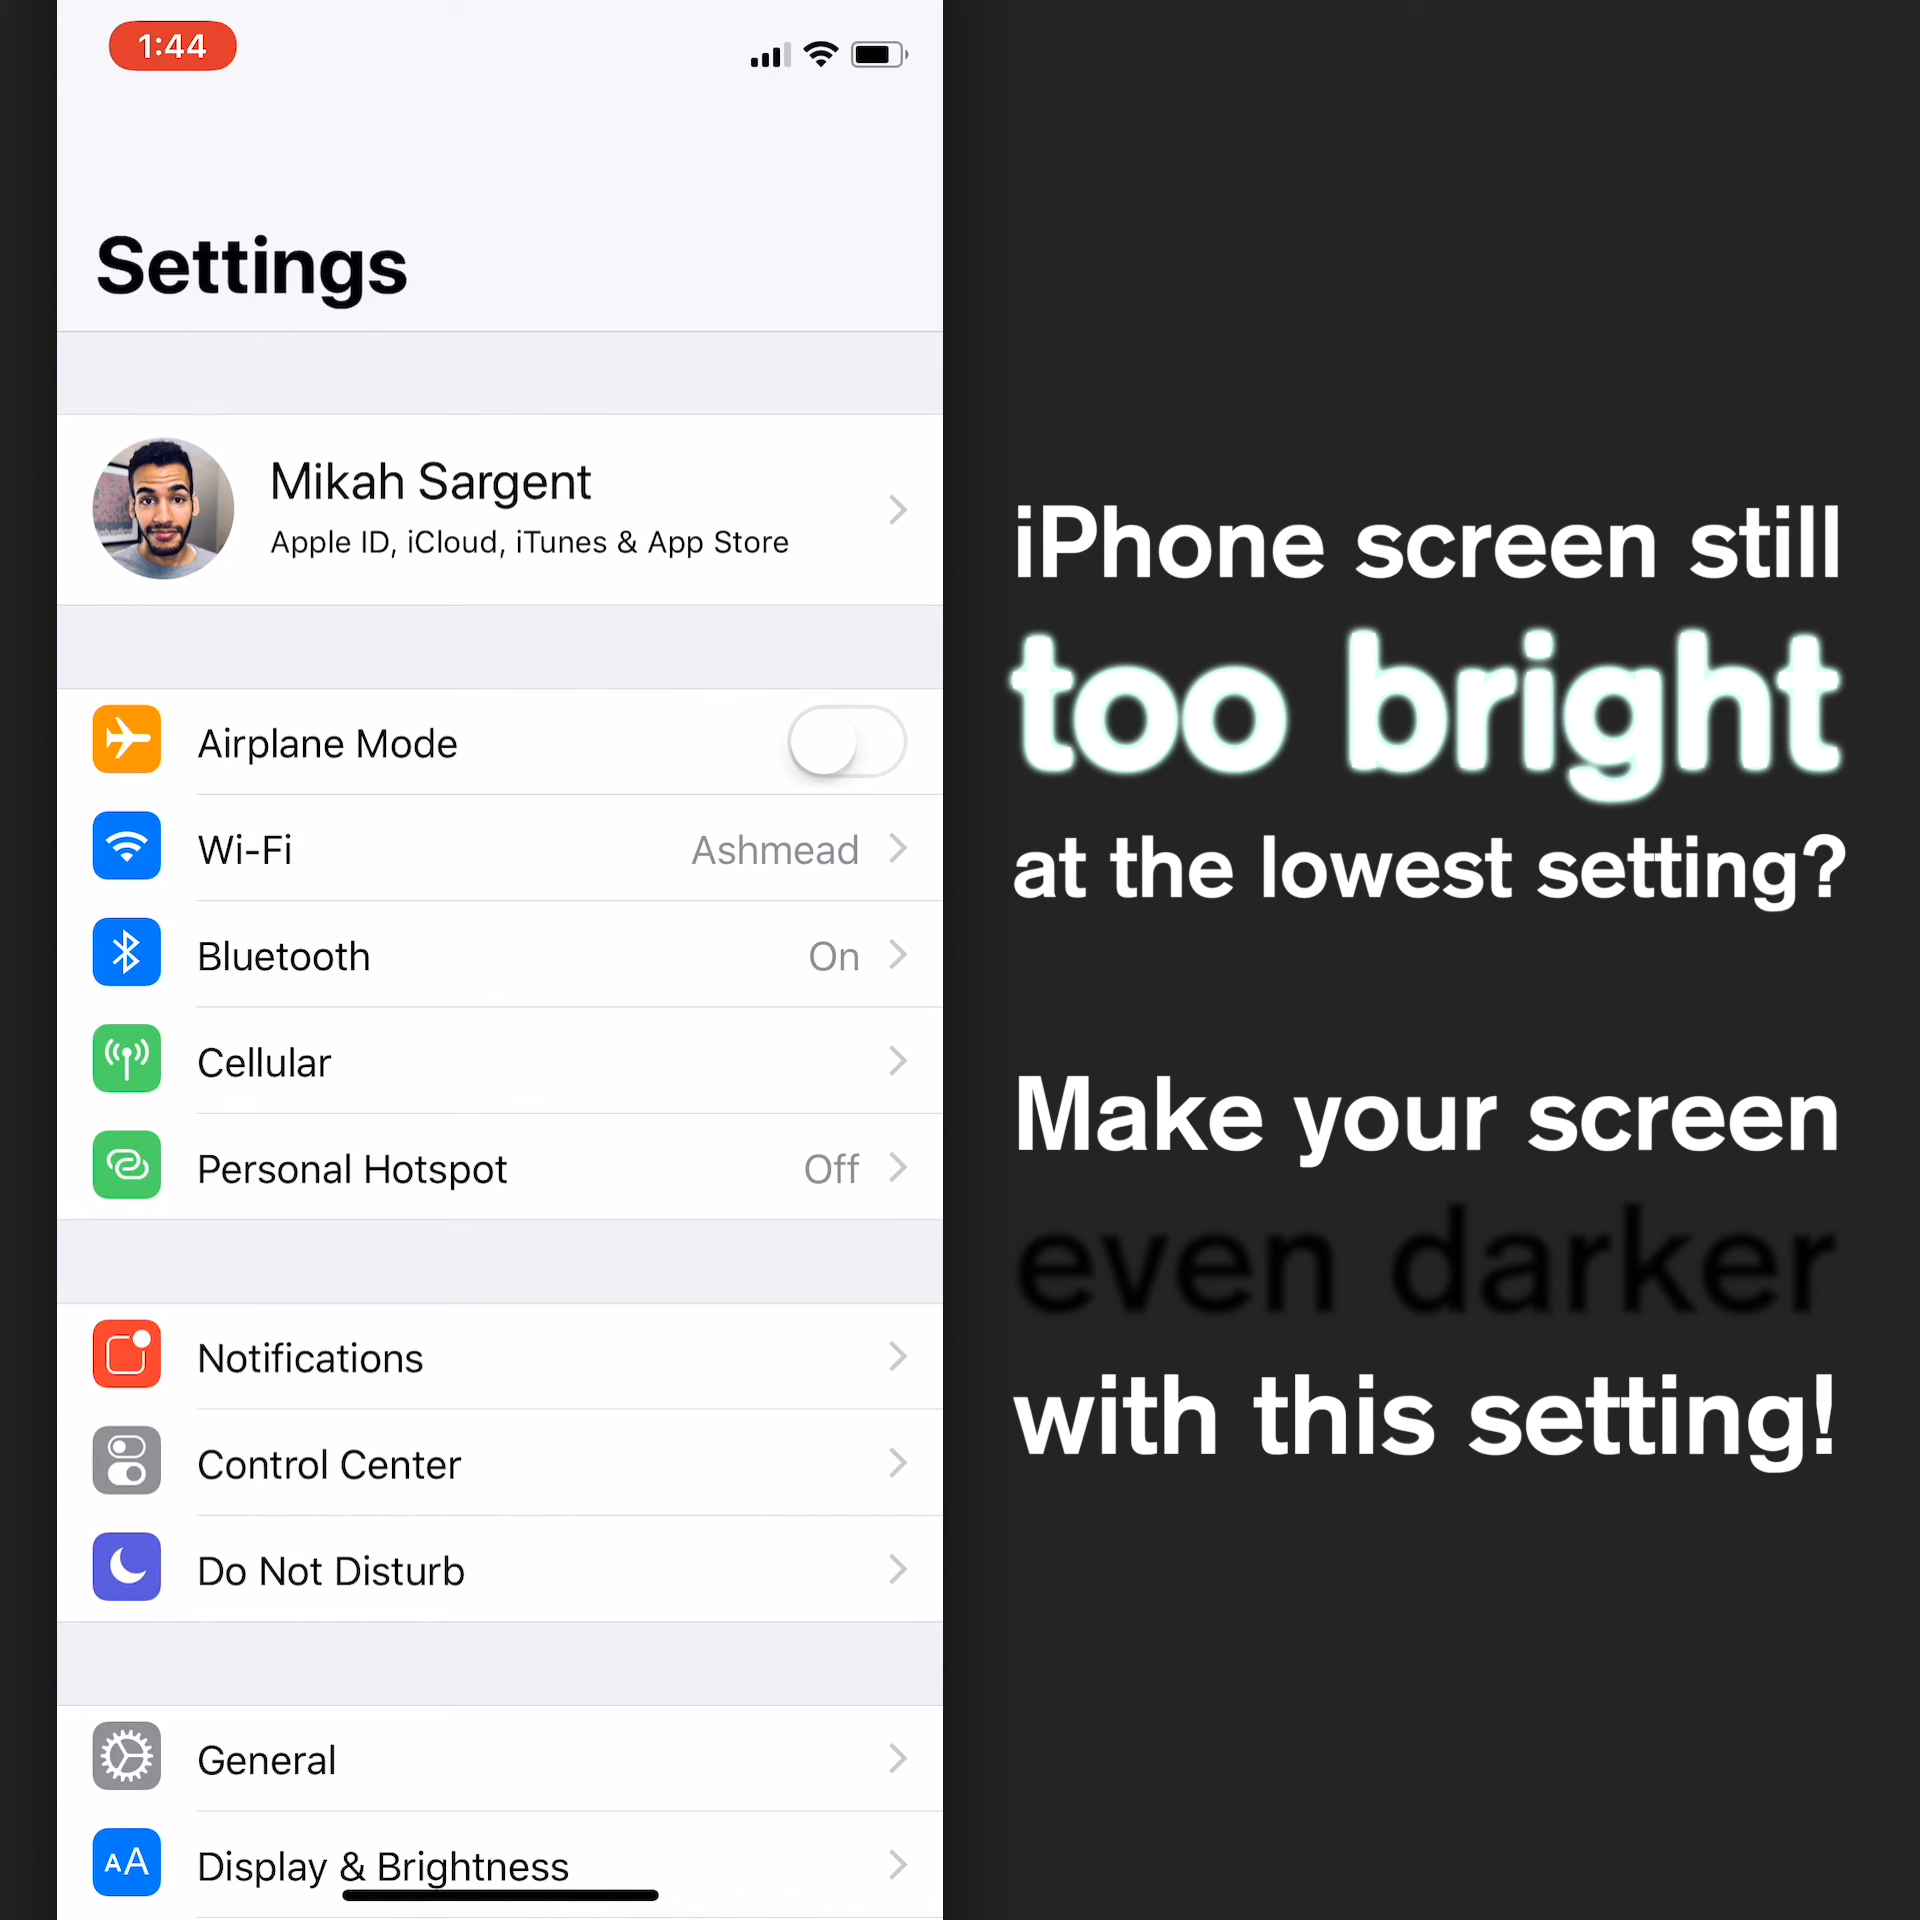 1:44
Settings
Mikah Sargent
Apple ID, iCloud, iTunes & App Store
Airplane Mode
Wi-Fi Ashmead
Bluetooth On
Cellular
Personal Hotspot Off
Notifications
Control Center
Do Not Disturb
General
AA Display & Brightness
iPhone screen still
too bright
at the lowest setting?
Make your screen
even darker
with this setting!